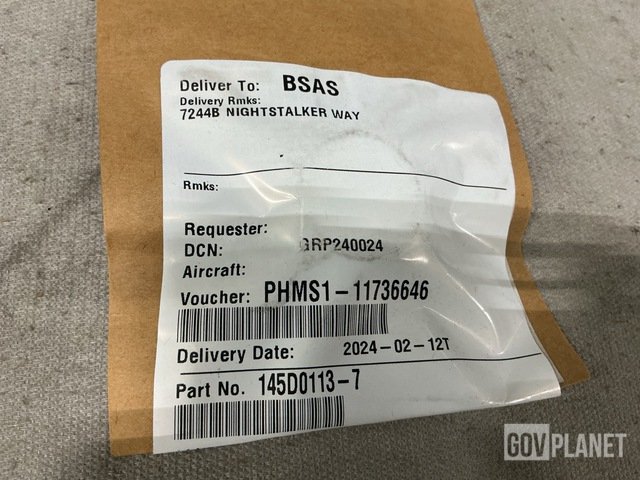 Deliver To: BSAS
Delivery Rmks:
7244B NIGHTSTALKER WAY
Rmks:
Requester:
DCN: GRP240024
Aircraft:
Voucher: PHMS1-11736646
Delivery Date: 2024-02-12T
Part No. 145D0113-7
GOVPLANET